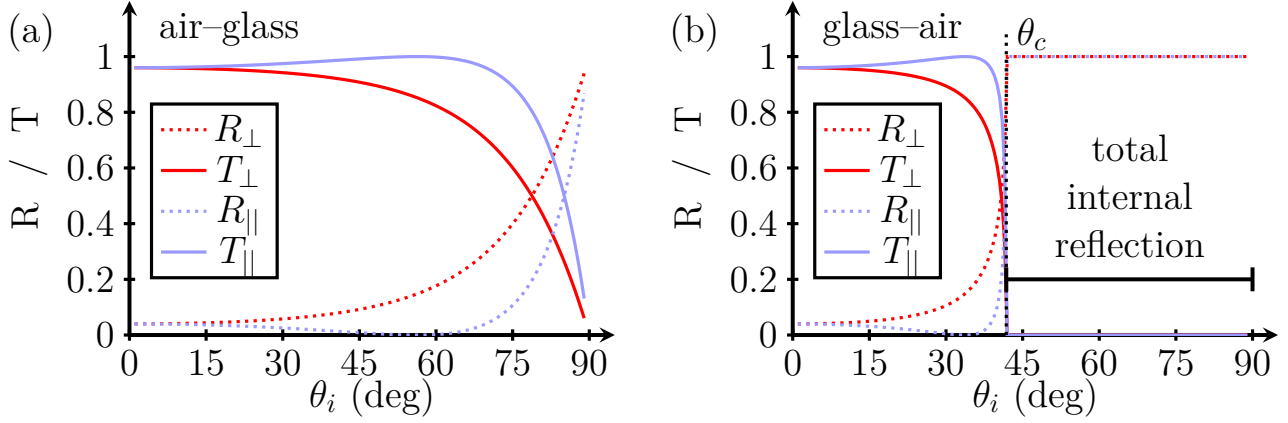 (a)
air–glass
R / T
1
0.8
0.6
0.4
0.2
0
R⊥
T⊥
R||
T||
0 15 30 45 60 75 90
θi (deg)
(b)
glass–air
θc
R / T
1
0.8
0.6
0.4
0.2
0
R⊥
T⊥
R||
T||
total
internal
reflection
0 15 30 45 60 75 90
θi (deg)